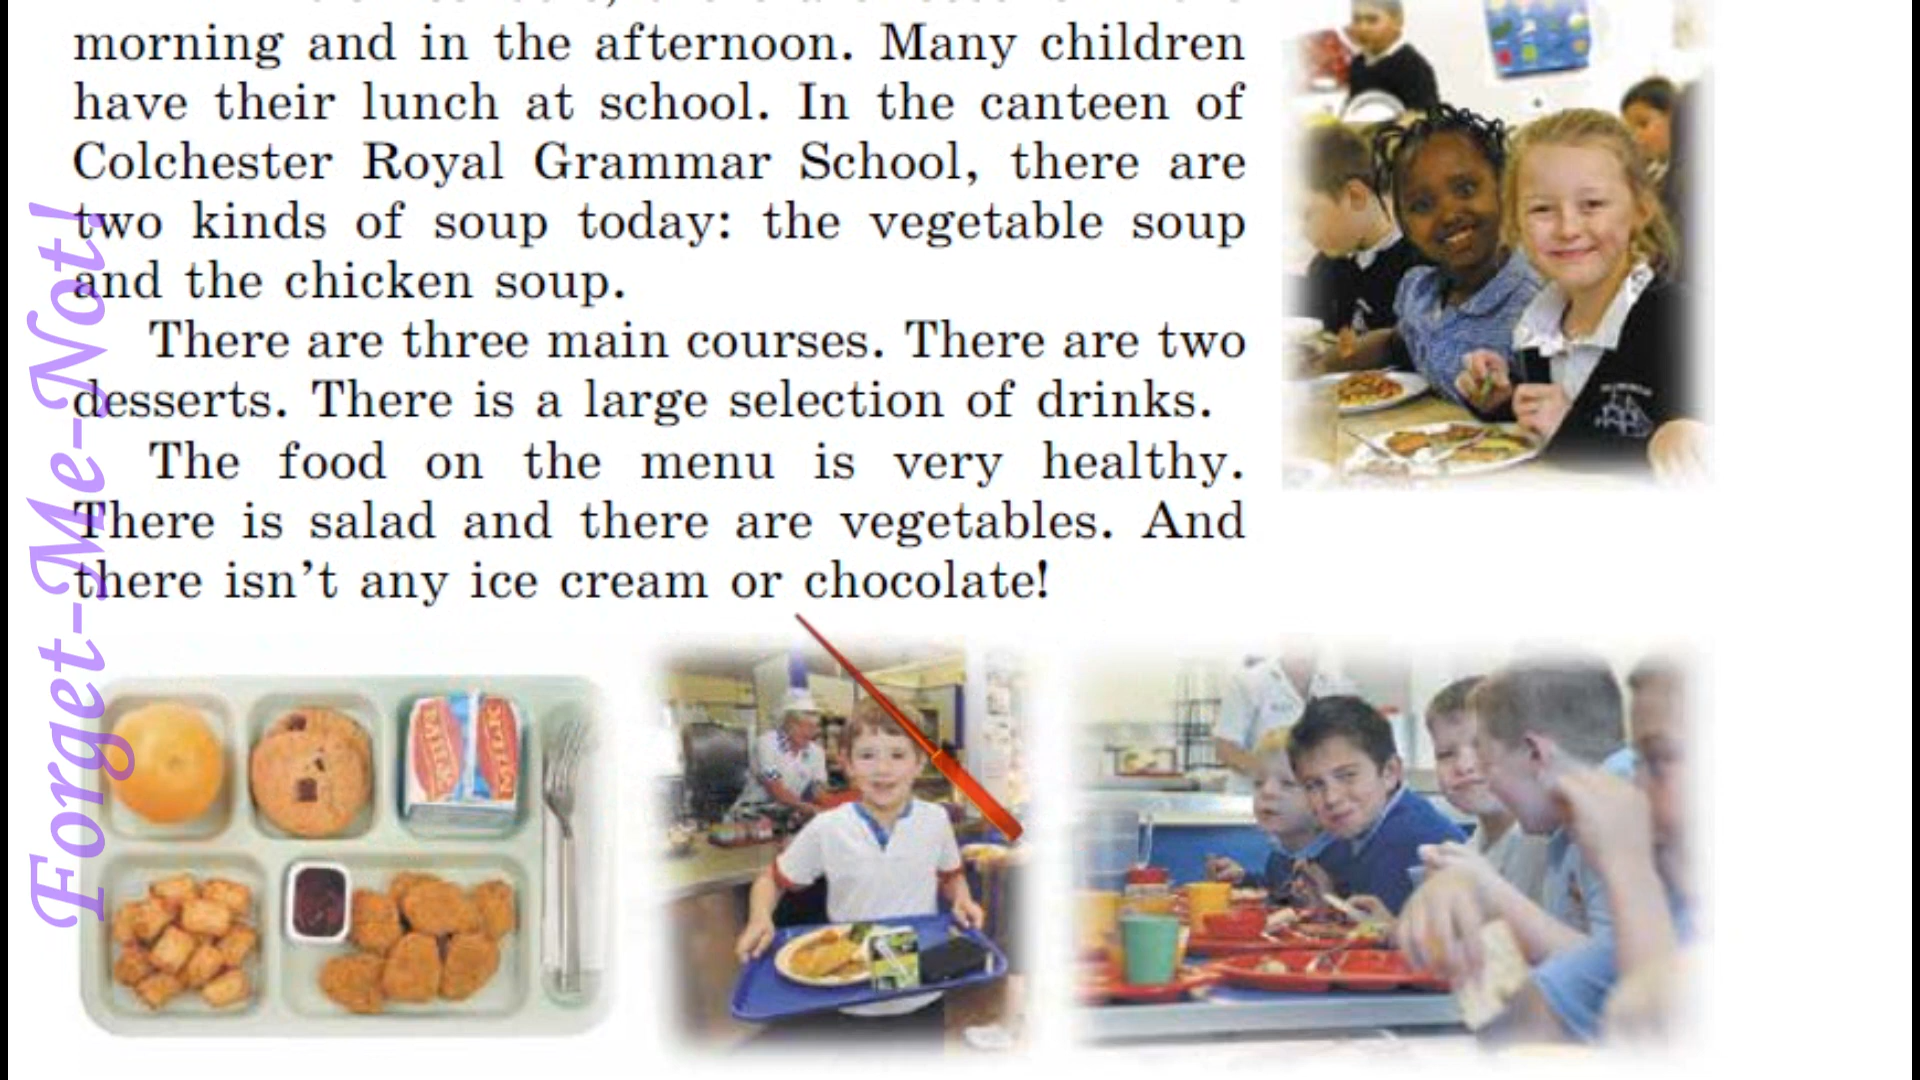 morning and in the afternoon. Many children
have their lunch at school. In the canteen of
Colchester Royal Grammar School, there are
two kinds of soup today: the vegetable soup
and the chicken soup.
There are three main courses. There are two
desserts. There is a large selection of drinks.
The food on the menu is very healthy.
There is salad and there are vegetables. And
there isn't any ice cream or chocolate!
Forget-Me-Not!
MILK
MILK